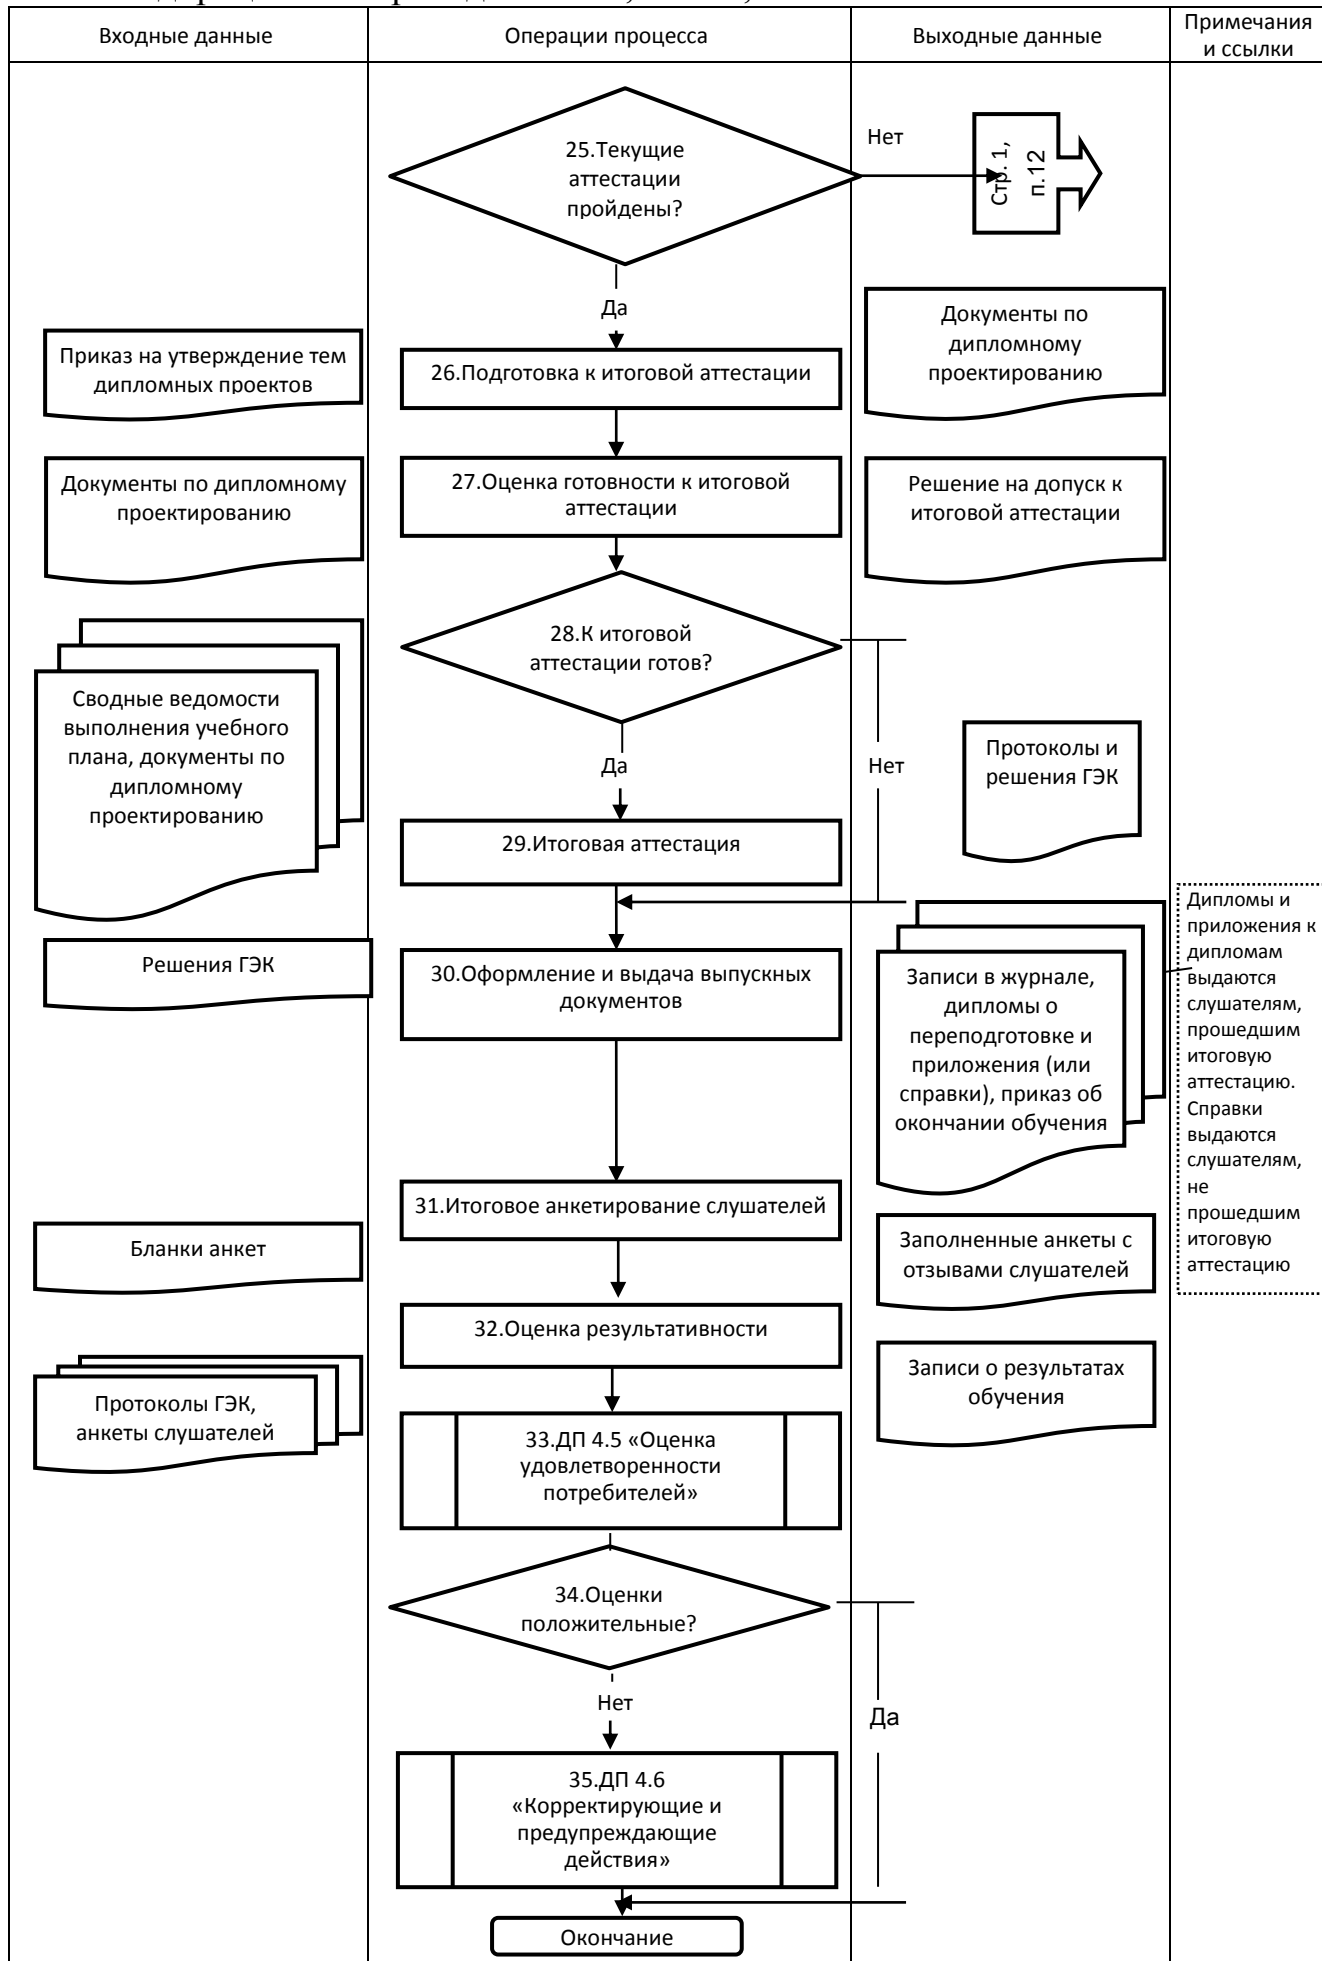 Входные данные
Операции процесса
Выходные данные
Примечания
и ссылки
25.Текущие
аттестации
пройдены?
Нет
Стр. 1,
п.12
Да
Приказ на утверждение тем
дипломных проектов
26.Подготовка к итоговой аттестации
Документы по
дипломному
проектированию
Документы по дипломному
проектированию
27.Оценка готовности к итоговой
аттестации
Решение на допуск к
итоговой аттестации
28.К итоговой
аттестации готов?
Сводные ведомости
выполнения учебного
плана, документы по
дипломному
проектированию
Да
Нет
Протоколы и
решения ГЭК
29.Итоговая аттестация
Решения ГЭК
30.Оформление и выдача выпускных
документов
Записи в журнале,
дипломы о
переподготовке и
приложения (или
справки), приказ об
окончании обучения
Дипломы и
приложения к
дипломам
выдаются
слушателям,
прошедшим
итоговую
аттестацию.
Справки
выдаются
слушателям,
не
прошедшим
итоговую
аттестацию
31.Итоговое анкетирование слушателей
Бланки анкет
Заполненные анкеты с
отзывами слушателей
32.Оценка результативности
Записи о результатах
обучения
Протоколы ГЭК,
анкеты слушателей
33.ДП 4.5 «Оценка
удовлетворенности
потребителей»
34.Оценки
положительные?
Нет
Да
35.ДП 4.6
«Корректирующие и
предупреждающие
действия»
Окончание